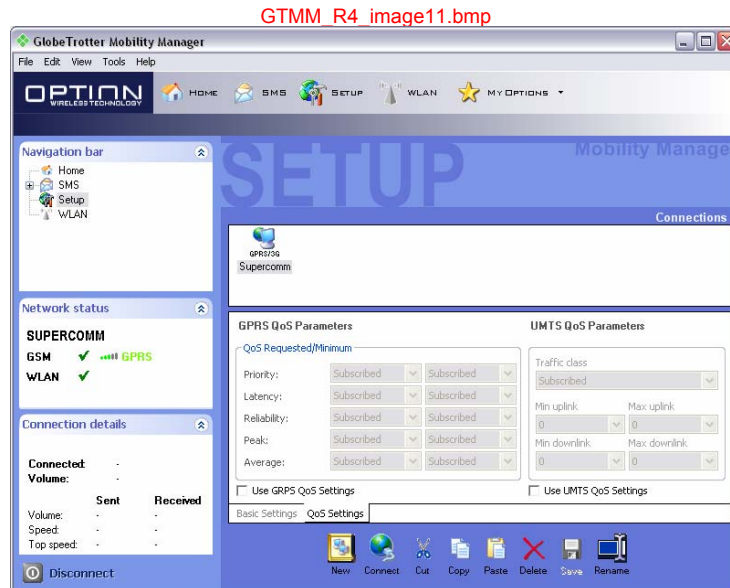 GTMM_R4_image11.bmp
GlobeTrotter Mobility Manager
File Edit View Tools Help
OPTION
WIRELESS TECHNOLOGY
HOME SMS SETUP WLAN MY OPTIONS
Navigation bar
Home
SMS
Setup
WLAN
SETUP
Mobility Manage
Connections
GPRS/3G
Supercomm
Network status
SUPERCOMM
GSM GPRS
WLAN
Connection details
Connected: -
Volume: -
Sent Received
Volume: - -
Speed: - -
Top speed: - -
Disconnect
GPRS QoS Parameters
QoS Requested/Minimum
Priority: Subscribed Subscribed
Latency: Subscribed Subscribed
Reliability: Subscribed Subscribed
Peak: Subscribed Subscribed
Average: Subscribed Subscribed
Use GRPS QoS Settings
UMTS QoS Parameters
Traffic class
Subscribed
Min uplink Max uplink
0 0
Min downlink Max downlink
0 0
Use UMTS QoS Settings
Basic Settings QoS Settings
New Connect Cut Copy Paste Delete Save Rename